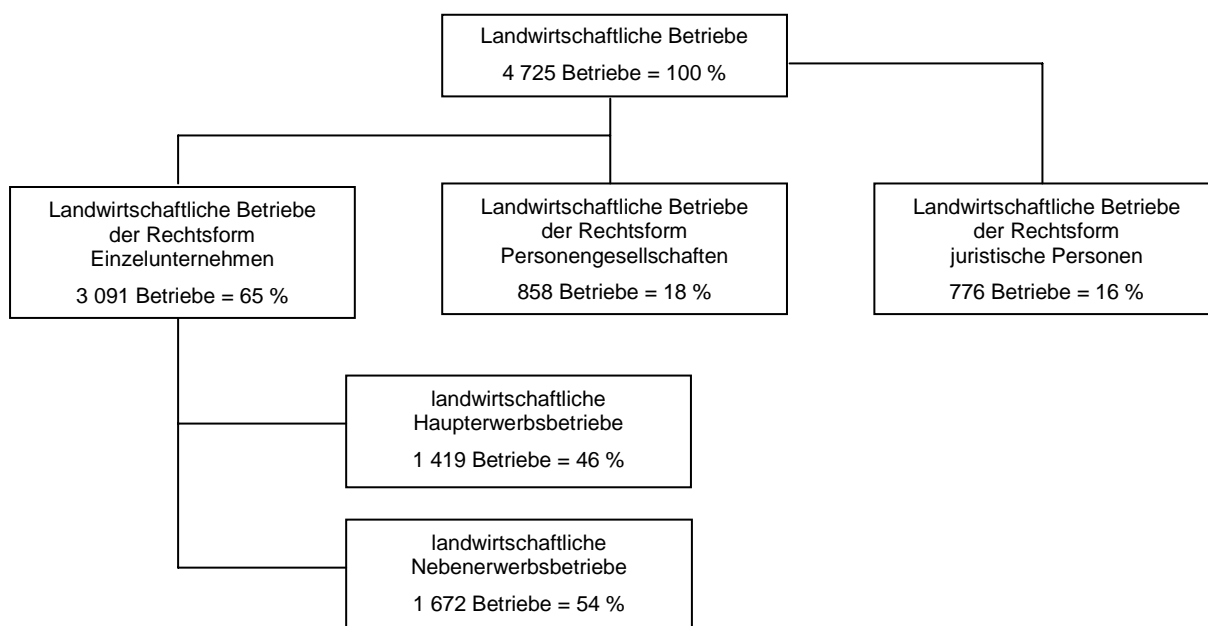 Landwirtschaftliche Betriebe
4 725 Betriebe = 100 %
Landwirtschaftliche Betriebe
der Rechtsform
Einzelunternehmen
3 091 Betriebe = 65 %
Landwirtschaftliche Betriebe
der Rechtsform
Personengesellschaften
858 Betriebe = 18 %
Landwirtschaftliche Betriebe
der Rechtsform
juristische Personen
776 Betriebe = 16 %
landwirtschaftliche
Haupterwerbsbetriebe
1 419 Betriebe = 46 %
landwirtschaftliche
Nebenerwerbsbetriebe
1 672 Betriebe = 54 %